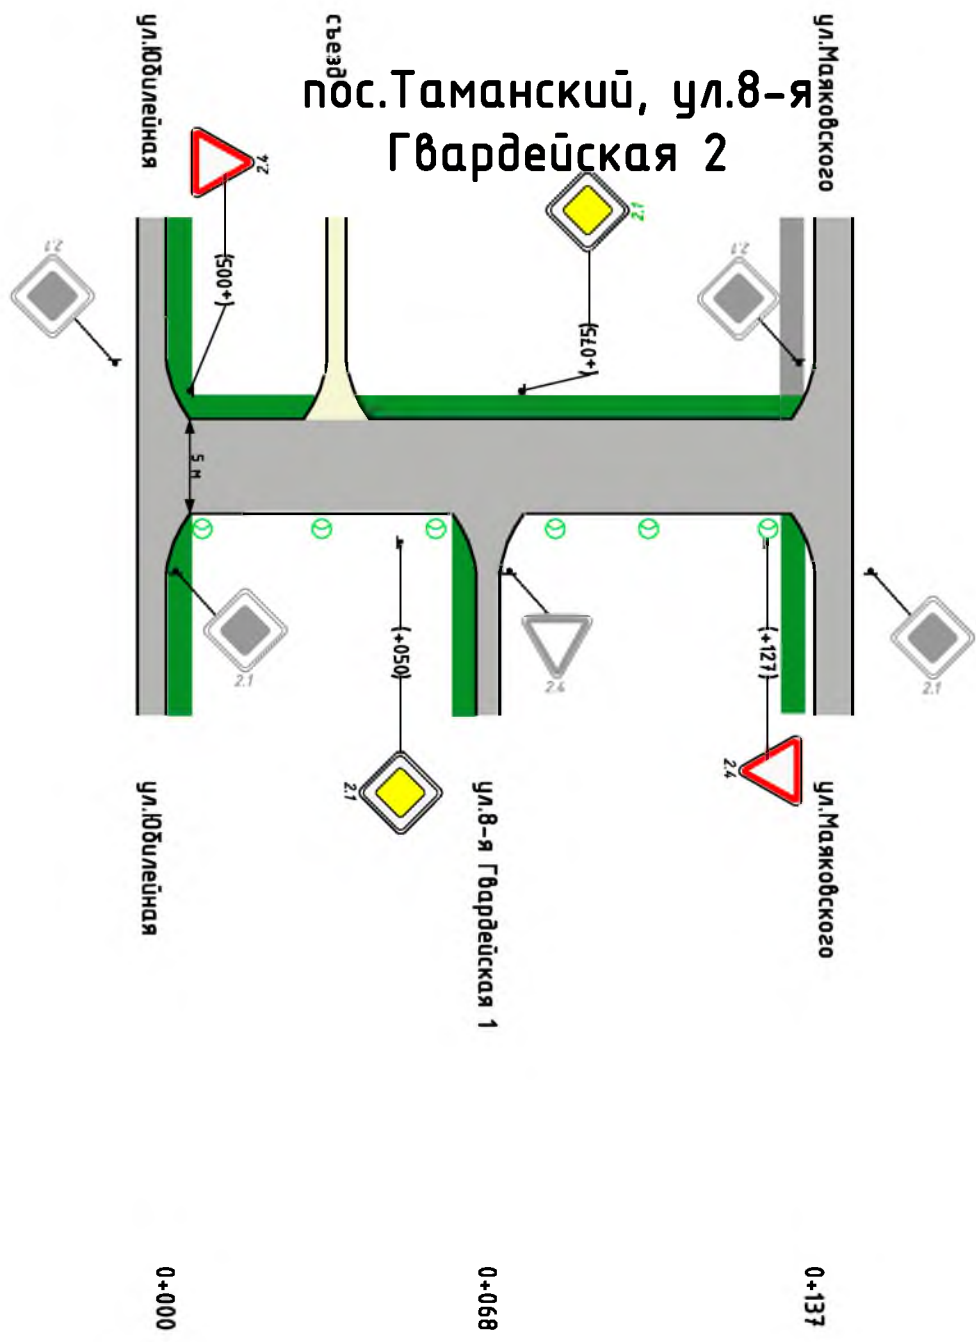 ул.Юбилейная
съезд
ул.Маяковского
пос.Таманский, ул.8-я
Гвардейская 2
2.4
2.1
2.1
2.1
(+005)
(+075)
5 м
(+050)
(+127)
2.1
2.4
2.1
2.1
2.4
ул.Юбилейная
ул.8-я Гвардейская 1
ул.Маяковского
0+000
0+068
0+137